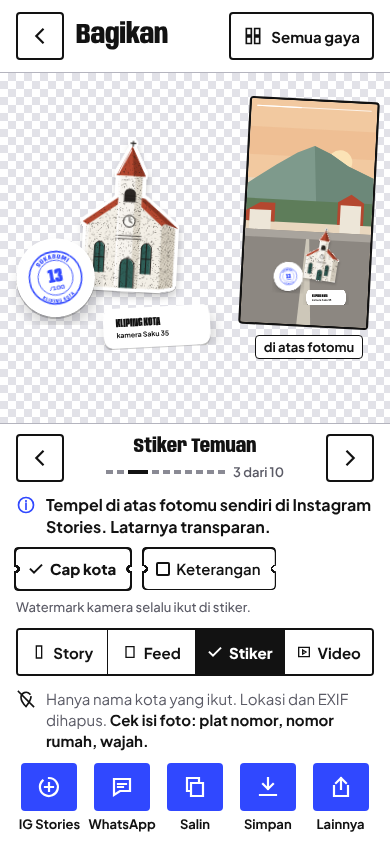 Bagikan
Semua gaya
SUKABUMI
13
/100
KLIPING KOTA
KLIPING KOTA
kamera Saku 35
di atas fotomu
Stiker Temuan
3 dari 10
Tempel di atas fotomu sendiri di Instagram
Stories. Latarnya transparan.
Cap kota
Keterangan
Watermark kamera selalu ikut di stiker.
Story
Feed
Stiker
Video
Hanya nama kota yang ikut. Lokasi dan EXIF
dihapus. Cek isi foto: plat nomor, nomor
rumah, wajah.
IG Stories
WhatsApp
Salin
Simpan
Lainnya